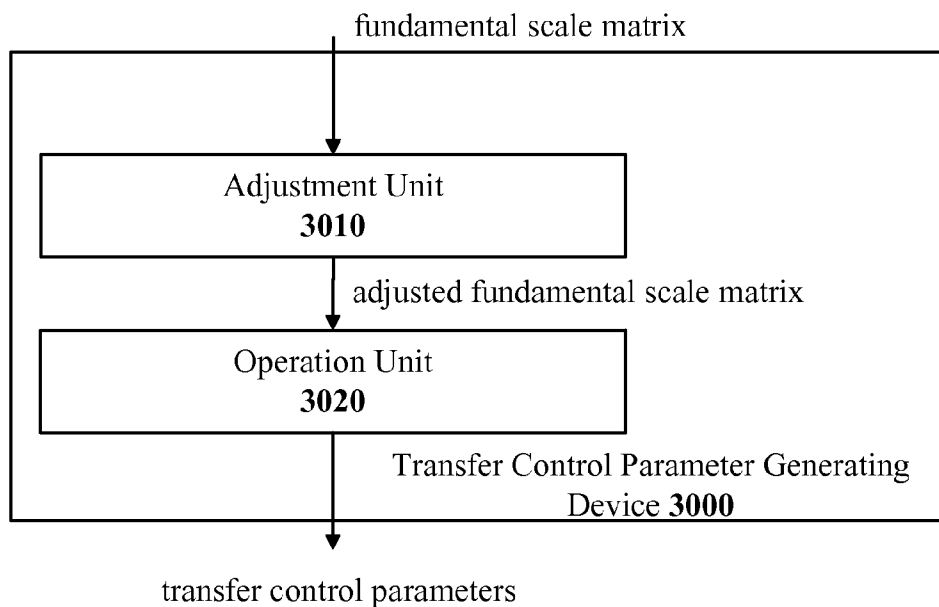 fundamental scale matrix
Adjustment Unit
3010
adjusted fundamental scale matrix
Operation Unit
3020
Transfer Control Parameter Generating
Device 3000
transfer control parameters